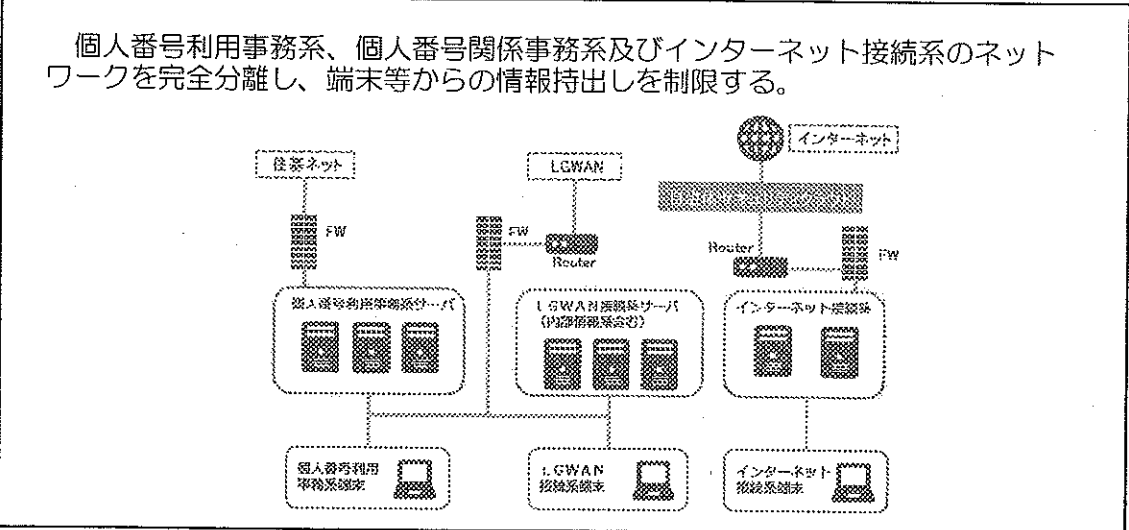 個人番号利用事務系、個人番号関係事務系及びインターネット接続系のネット
ワークを完全分離し、端末等からの情報持出しを制限する。
インターネット
住基ネット
LGWAN
FW
FW
Router
Router
FW
個人番号利用事務系サーバ
LGWAN接続系サーバ
(内部情報系含む)
インターネット接続系
個人番号利用
事務系端末
LGWAN
接続系端末
インターネット
接続系端末